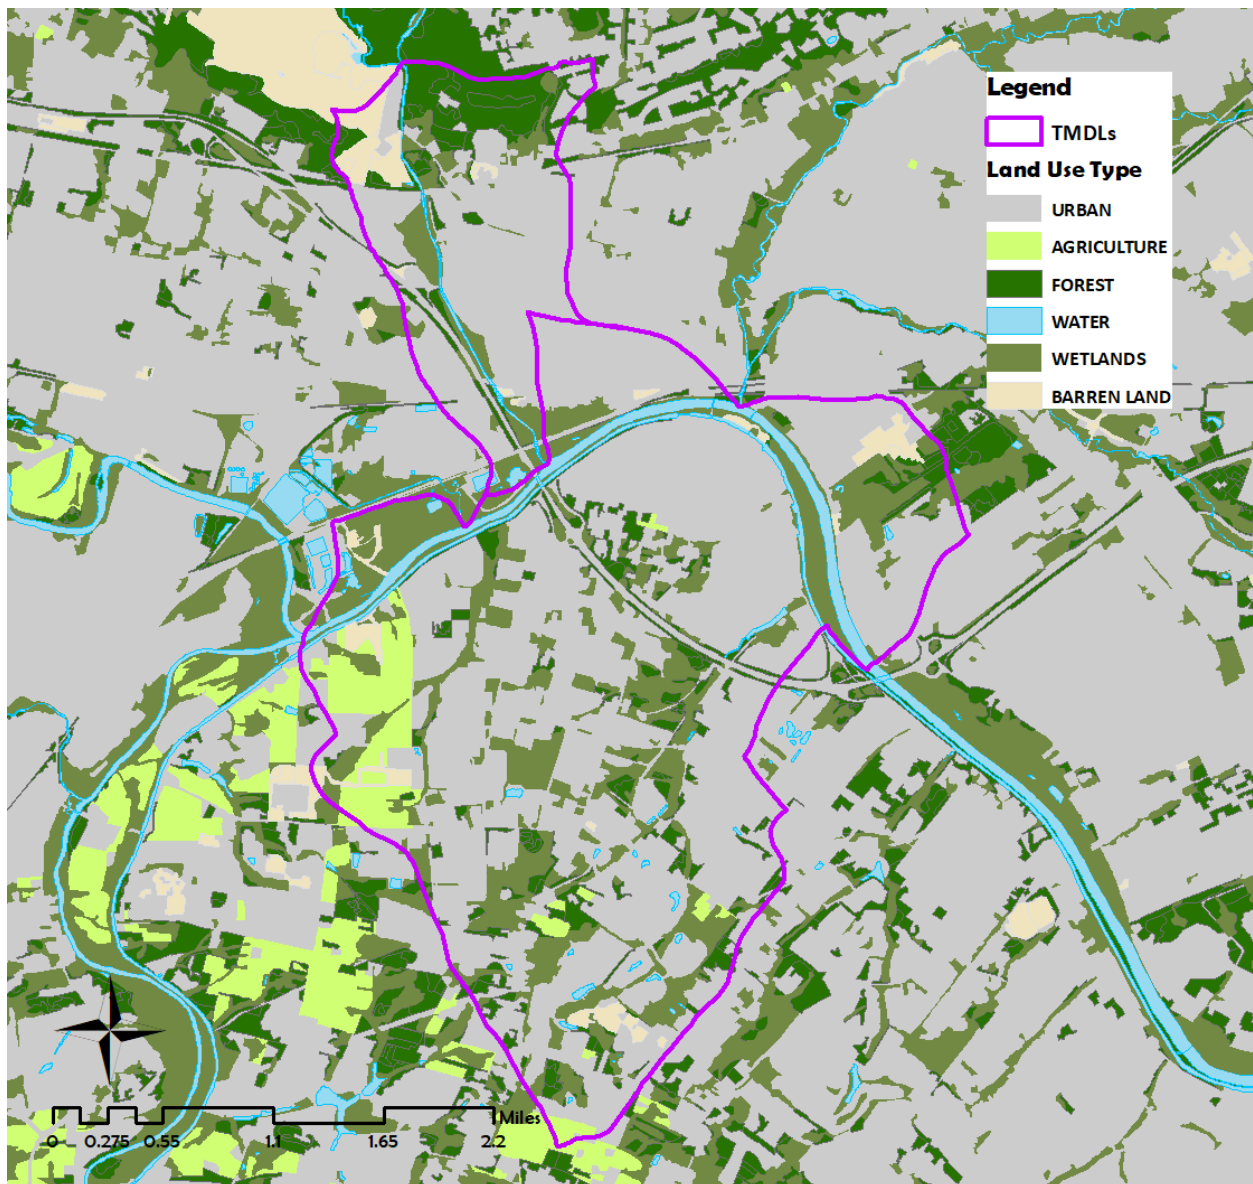 Legend
TMDLs
Land Use Type
URBAN
AGRICULTURE
FOREST
WATER
WETLANDS
BARREN LAND
Miles
0 0.275 0.55 1.1 1.65 2.2